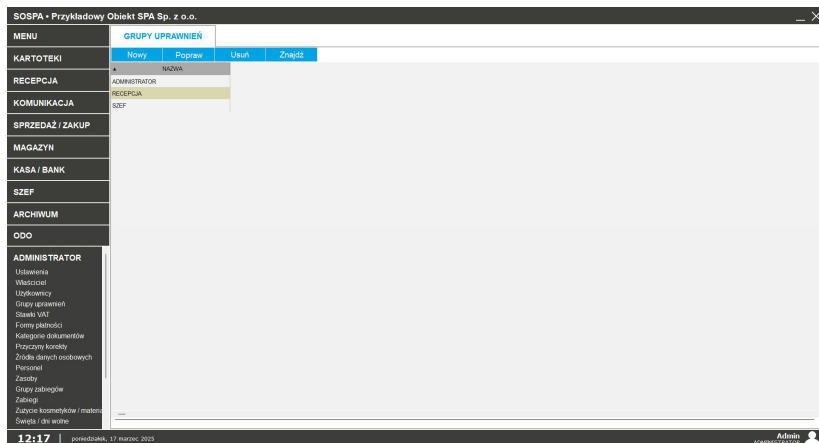 SOSPA • Przykładowy Obiekt SPA Sp. z o.o.
MENU
KARTOTEKI
RECEPCJA
KOMUNIKACJA
SPRZEDAŻ / ZAKUP
MAGAZYN
KASA / BANK
SZEF
ARCHIWUM
ODO
ADMINISTRATOR
Ustawienia
Właściciel
Użytkownicy
Grupy uprawnień
Stawki VAT
Formy płatności
Kategorie dokumentów
Przyczyny korekty
Źródła danych osobowych
Personel
Zasoby
Grupy zabiegów
Zabiegi
Zużycie kosmetyków / materia
Święta / dni wolne
GRUPY UPRAWNIEŃ
Nowy Popraw Usuń Znajdź
NAZWA
ADMINISTRATOR
RECEPCJA
SZEF
12:17 | poniedziałek, 17 marzec 2025
Admin
ADMINISTRATOR